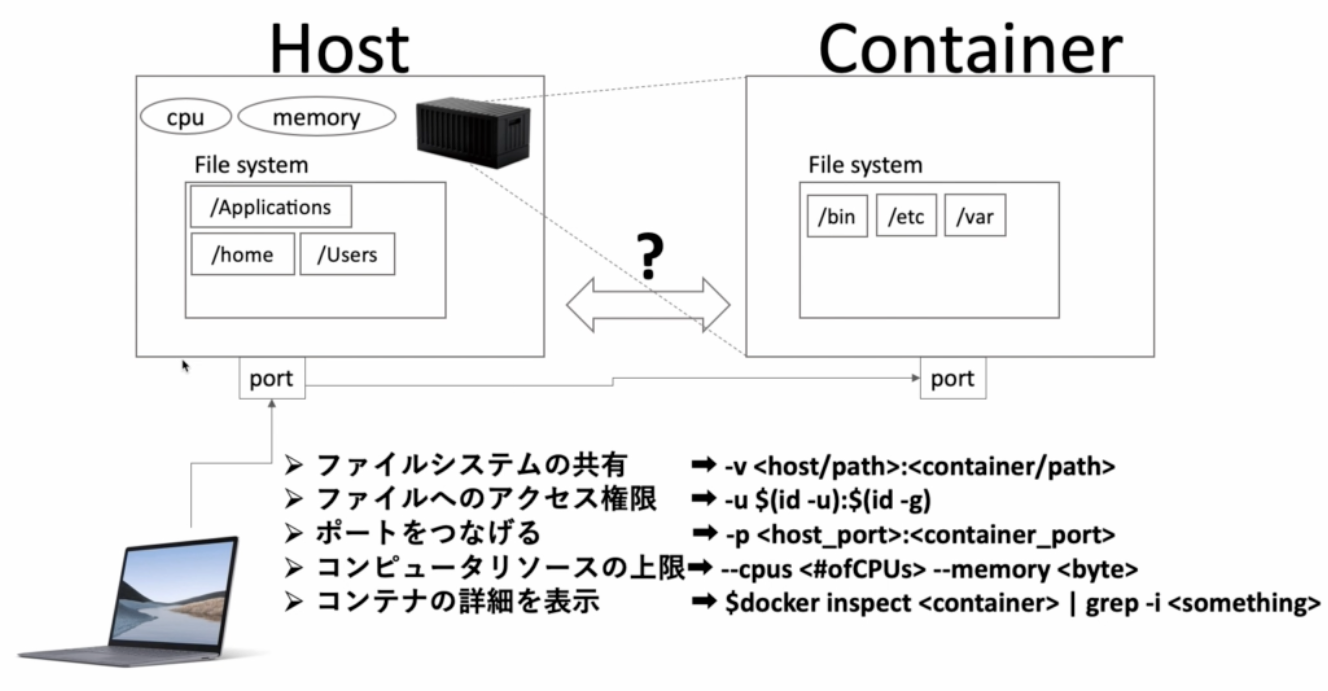 Host
Container
cpu
memory
File system
/Applications
/home
/Users
?
File system
/bin
/etc
/var
port
port
➢ ファイルシステムの共有 ➡ -v <host/path>:<container/path>
➢ ファイルへのアクセス権限 ➡ -u $(id -u):$(id -g)
➢ ポートをつなげる ➡ -p <host_port>:<container_port>
➢ コンピュータリソースの上限➡ --cpus <#ofCPUs> --memory <byte>
➢ コンテナの詳細を表示 ➡ $docker inspect <container> | grep -i <something>